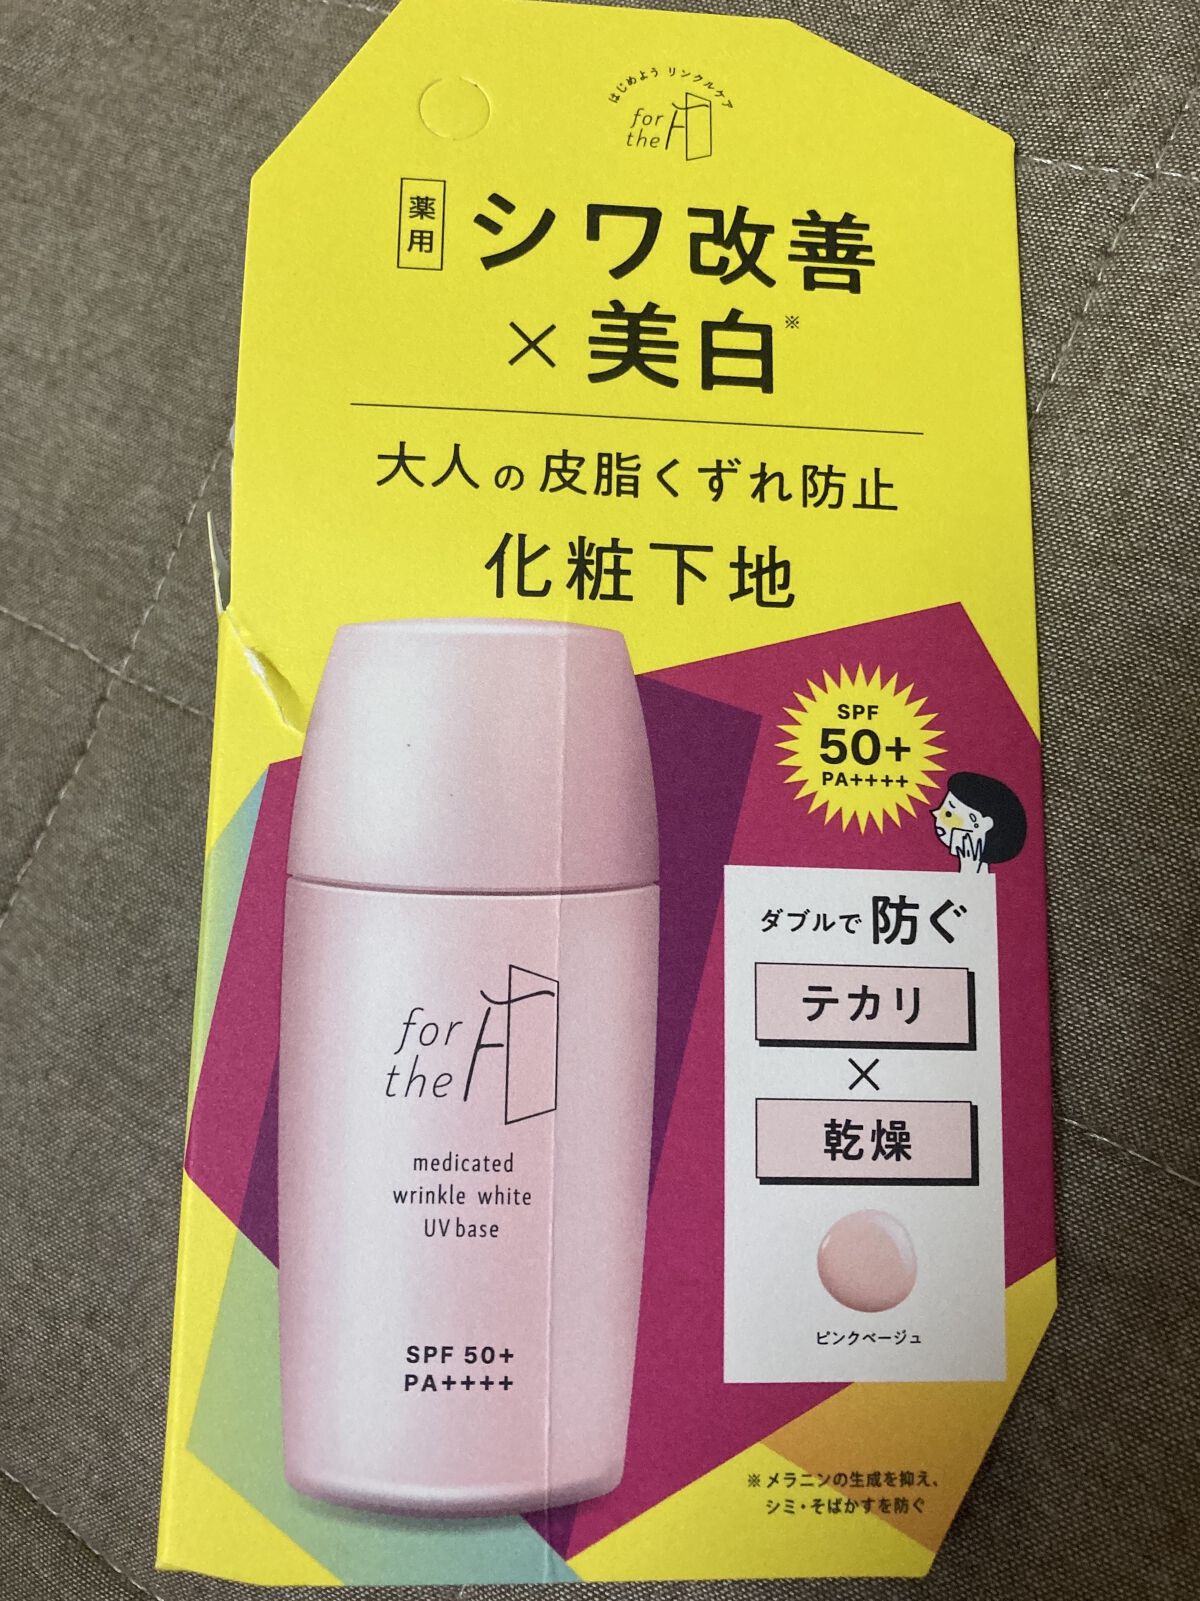 はじめよう リンクルケア
for
the
薬用
シワ改善
×美白※
大人の皮脂くずれ防止
化粧下地
SPF
50+
PA++++
ダブルで防ぐ
テカリ
×
乾燥
ピンクベージュ
for
the
medicated
wrinkle white
UV base
SPF 50+
PA++++
※メラニンの生成を抑え、
シミ・そばかすを防ぐ